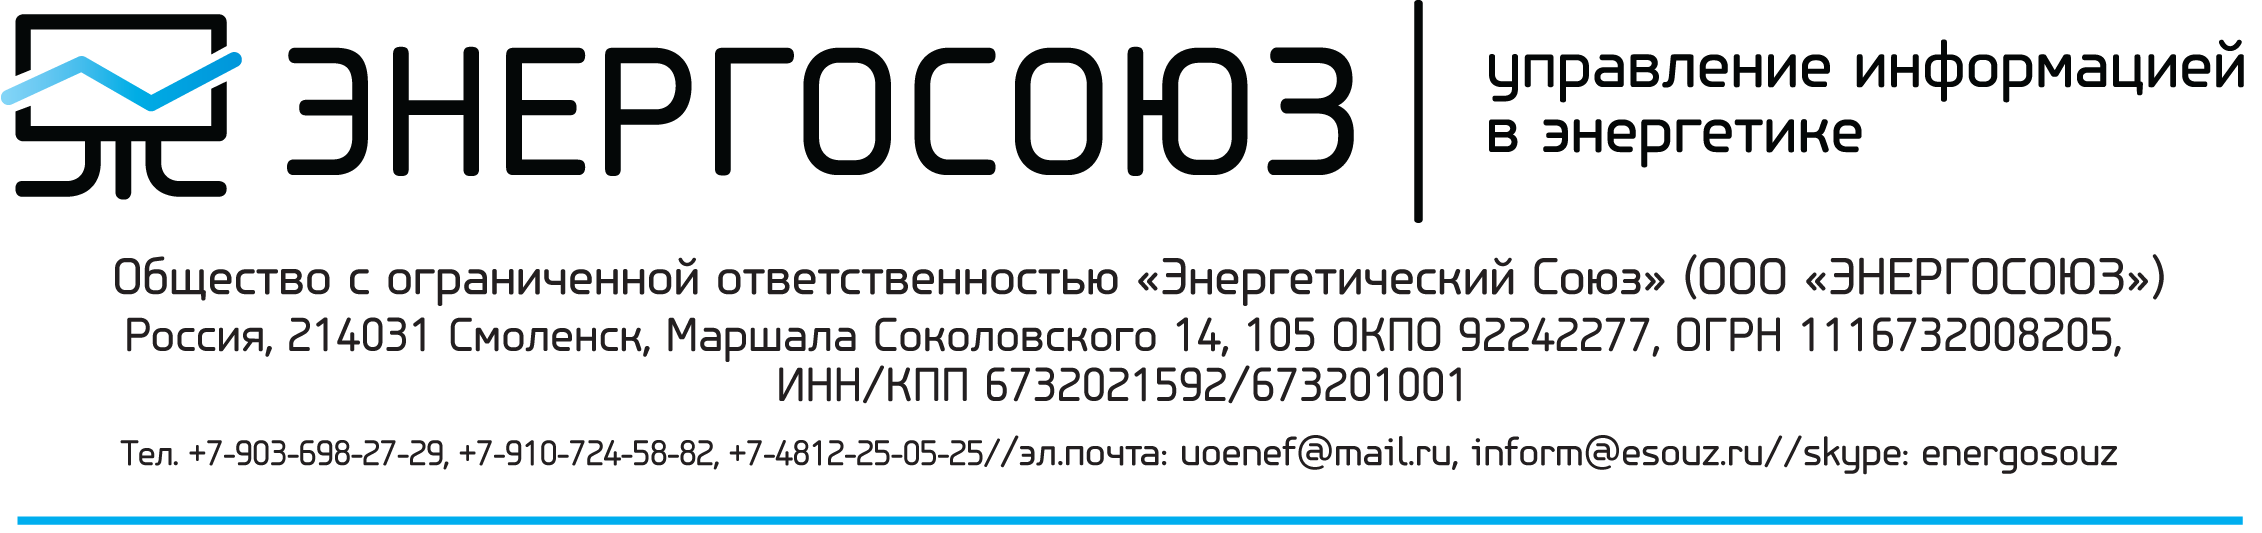 ЭНЕРГОСОЮЗ
управление информацией
в энергетике
Общество с ограниченной ответственностью «Энергетический Союз» (ООО «ЭНЕРГОСОЮЗ»)
Россия, 214031 Смоленск, Маршала Соколовского 14, 105 ОКПО 92242277, ОГРН 1116732008205,
ИНН/КПП 6732021592/673201001
Тел. +7-903-698-27-29, +7-910-724-58-82, +7-4812-25-05-25//эл.почта: uoenef@mail.ru, inform@esouz.ru//skype: energosouz